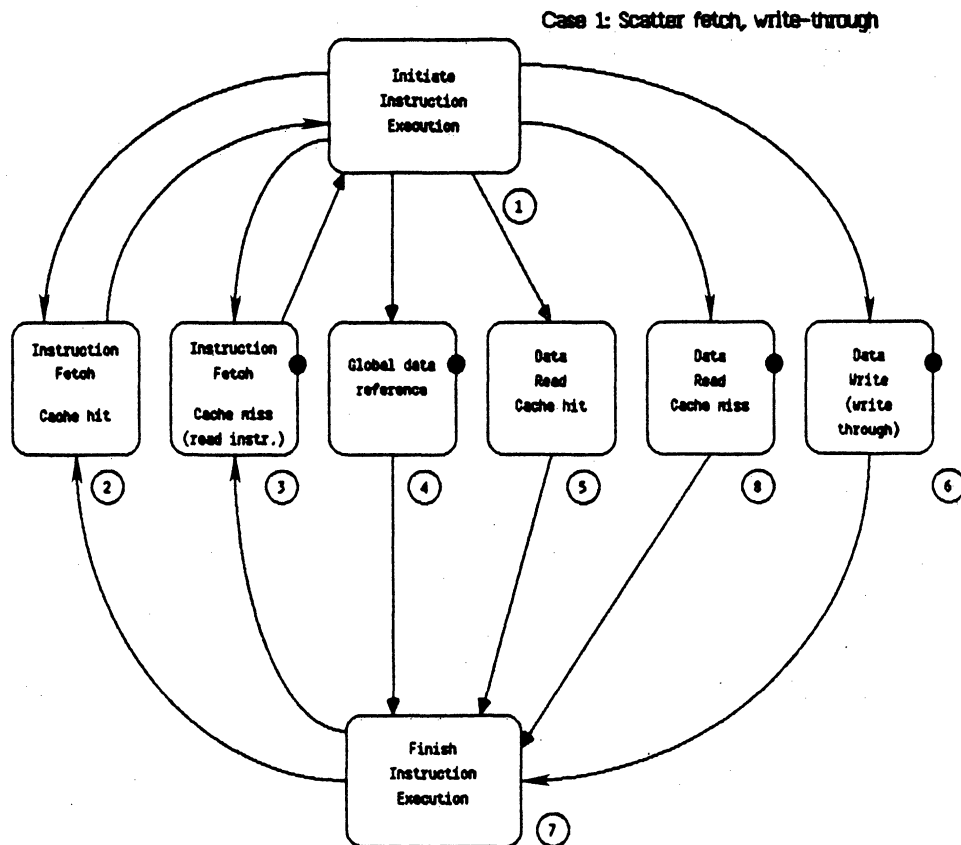 Case 1: Scatter fetch, write-through
Initiate
Instruction
Execution
1
Instruction
Fetch
Cache hit
2
Instruction
Fetch
Cache miss
(read instr.)
3
Global data
reference
4
Data
Read
Cache hit
5
Data
Read
Cache miss
8
Data
Write
(write
through)
6
Finish
Instruction
Execution
7